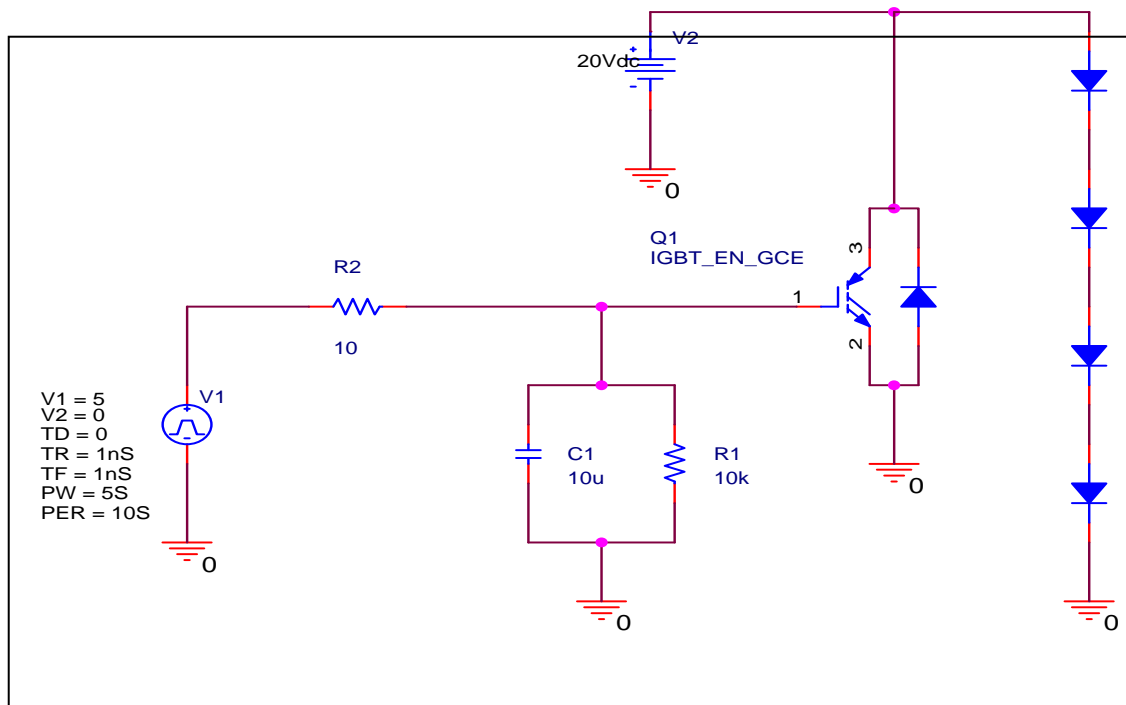 V2
20Vdc
0
Q1
IGBT_EN_GCE
3
1
2
0
R2
10
V1
V1 = 5
V2 = 0
TD = 0
TR = 1nS
TF = 1nS
PW = 5S
PER = 10S
0
C1
10u
R1
10k
0
0